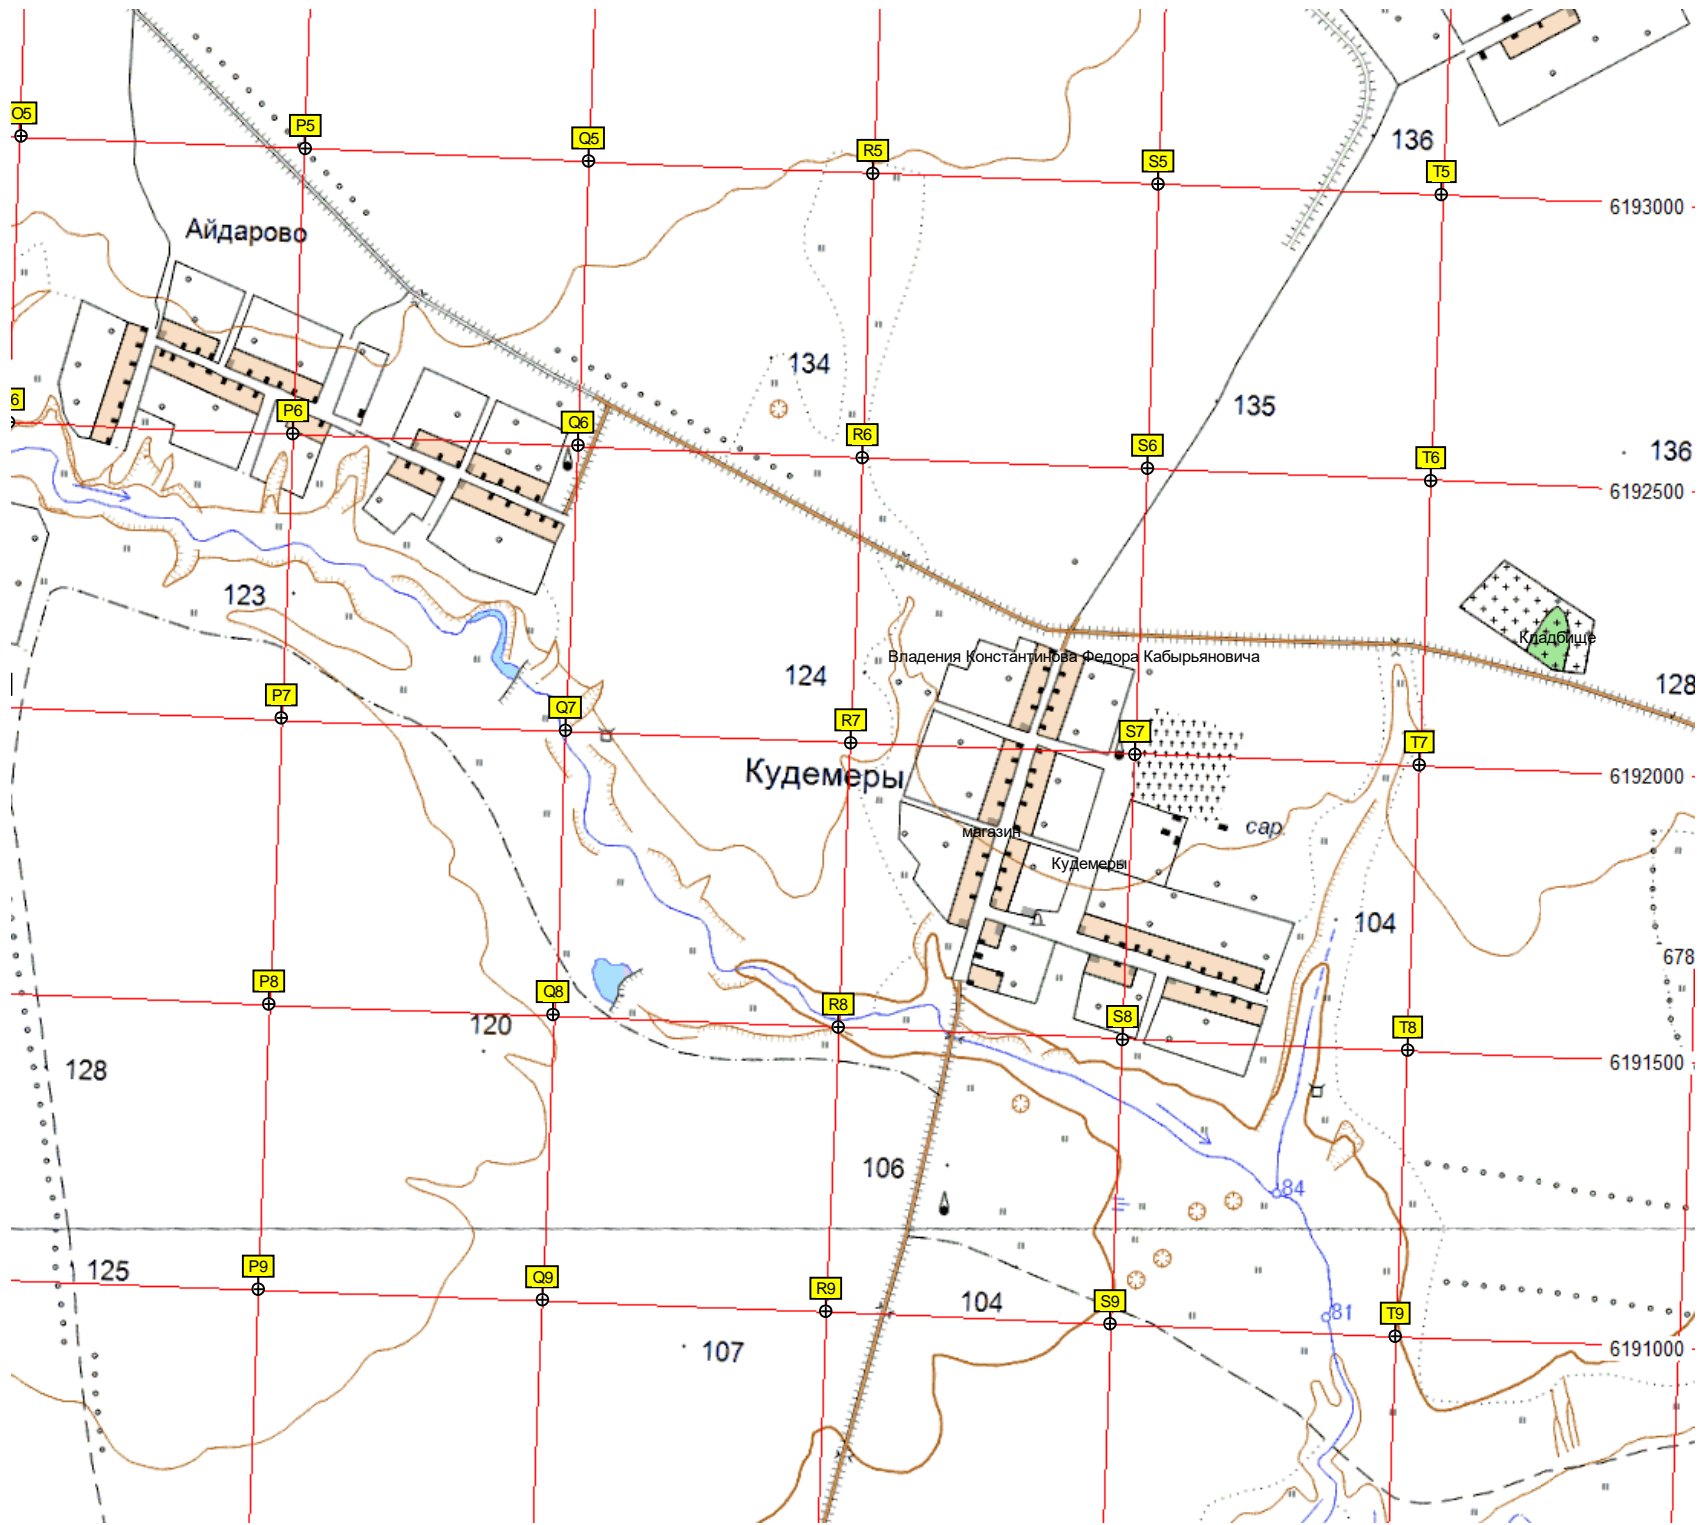 136
O5
P5
Q5
R5
S5
T5
6193000
Айдарово
134
135
6
P6
Q6
R6
S6
T6
136
6192500
123
Кладбище
Владения Константинова Федора Кабырьяновича
124
128
P7
Q7
R7
S7
T7
Кудемеры
6192000
магазин
сар.
Кудемеры
104
678
P8
Q8
R8
S8
T8
120
6191500
128
106
84
125
P9
Q9
R9
104
S9
81
T9
107
6191000